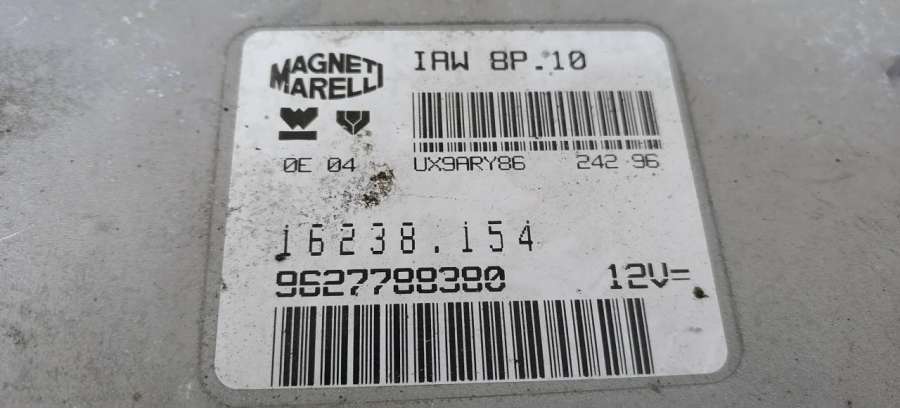 MAGNETI MARELLI
IAW 8P.10
0E 04
UX9ARY86 242 96
16238.154
9627788380 12V=